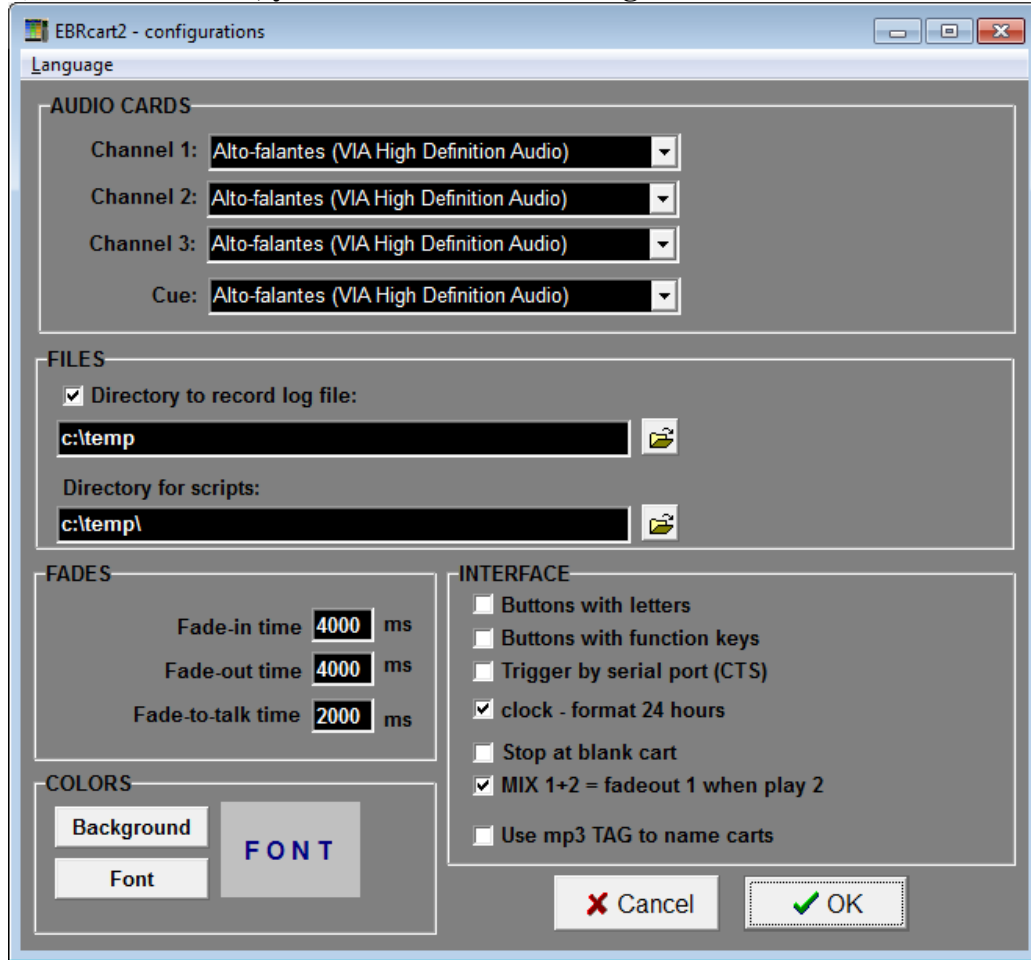 EBRcart2 - configurations
Language
AUDIO CARDS
Channel 1: Alto-falantes (VIA High Definition Audio)
Channel 2: Alto-falantes (VIA High Definition Audio)
Channel 3: Alto-falantes (VIA High Definition Audio)
Cue: Alto-falantes (VIA High Definition Audio)
FILES
Directory to record log file:
c:\temp
Directory for scripts:
c:\temp\
FADES
Fade-in time 4000 ms
Fade-out time 4000 ms
Fade-to-talk time 2000 ms
COLORS
Background
Font
FONT
INTERFACE
Buttons with letters
Buttons with function keys
Trigger by serial port (CTS)
clock - format 24 hours
Stop at blank cart
MIX 1+2 = fadeout 1 when play 2
Use mp3 TAG to name carts
Cancel
OK